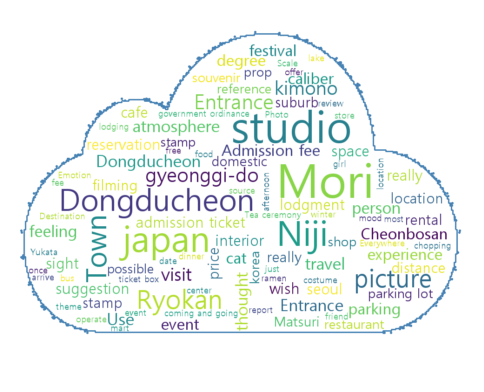 festival
degree
Scale
lake
souvenir
prop
offer
caliber
reference
kimono
cafe
government ordinance
Photo
Entrance
suburb
review
lodging
atmosphere
studio
store
reservation
stamp
free
food
Admission fee
space
girl
location
Dongducheon
domestic
Emotion
fee
bus
filming
gyeonggi-do
source
afternoon
Mori
really
Dongducheon
lodgment
location
Destination
admission ticket
Tea ceremony
winter
person
mood
most
rental
feeling
Town
japan
interior
Niji
shop
Cheonbosan
Everywhere
chopping
Yukata
sight
once
arrive
possible
date
dinner
ticket box
visit
price
cat
korea
really
ramen
just
travel
experience
distance
picture
suggestion
theme
stamp
Ryokan
center
thought
wish
costume
seoul
parking lot
operate
Use
event
mart
coming and going
event
report
Entrance
Matsuri
friend
parking
restaurant